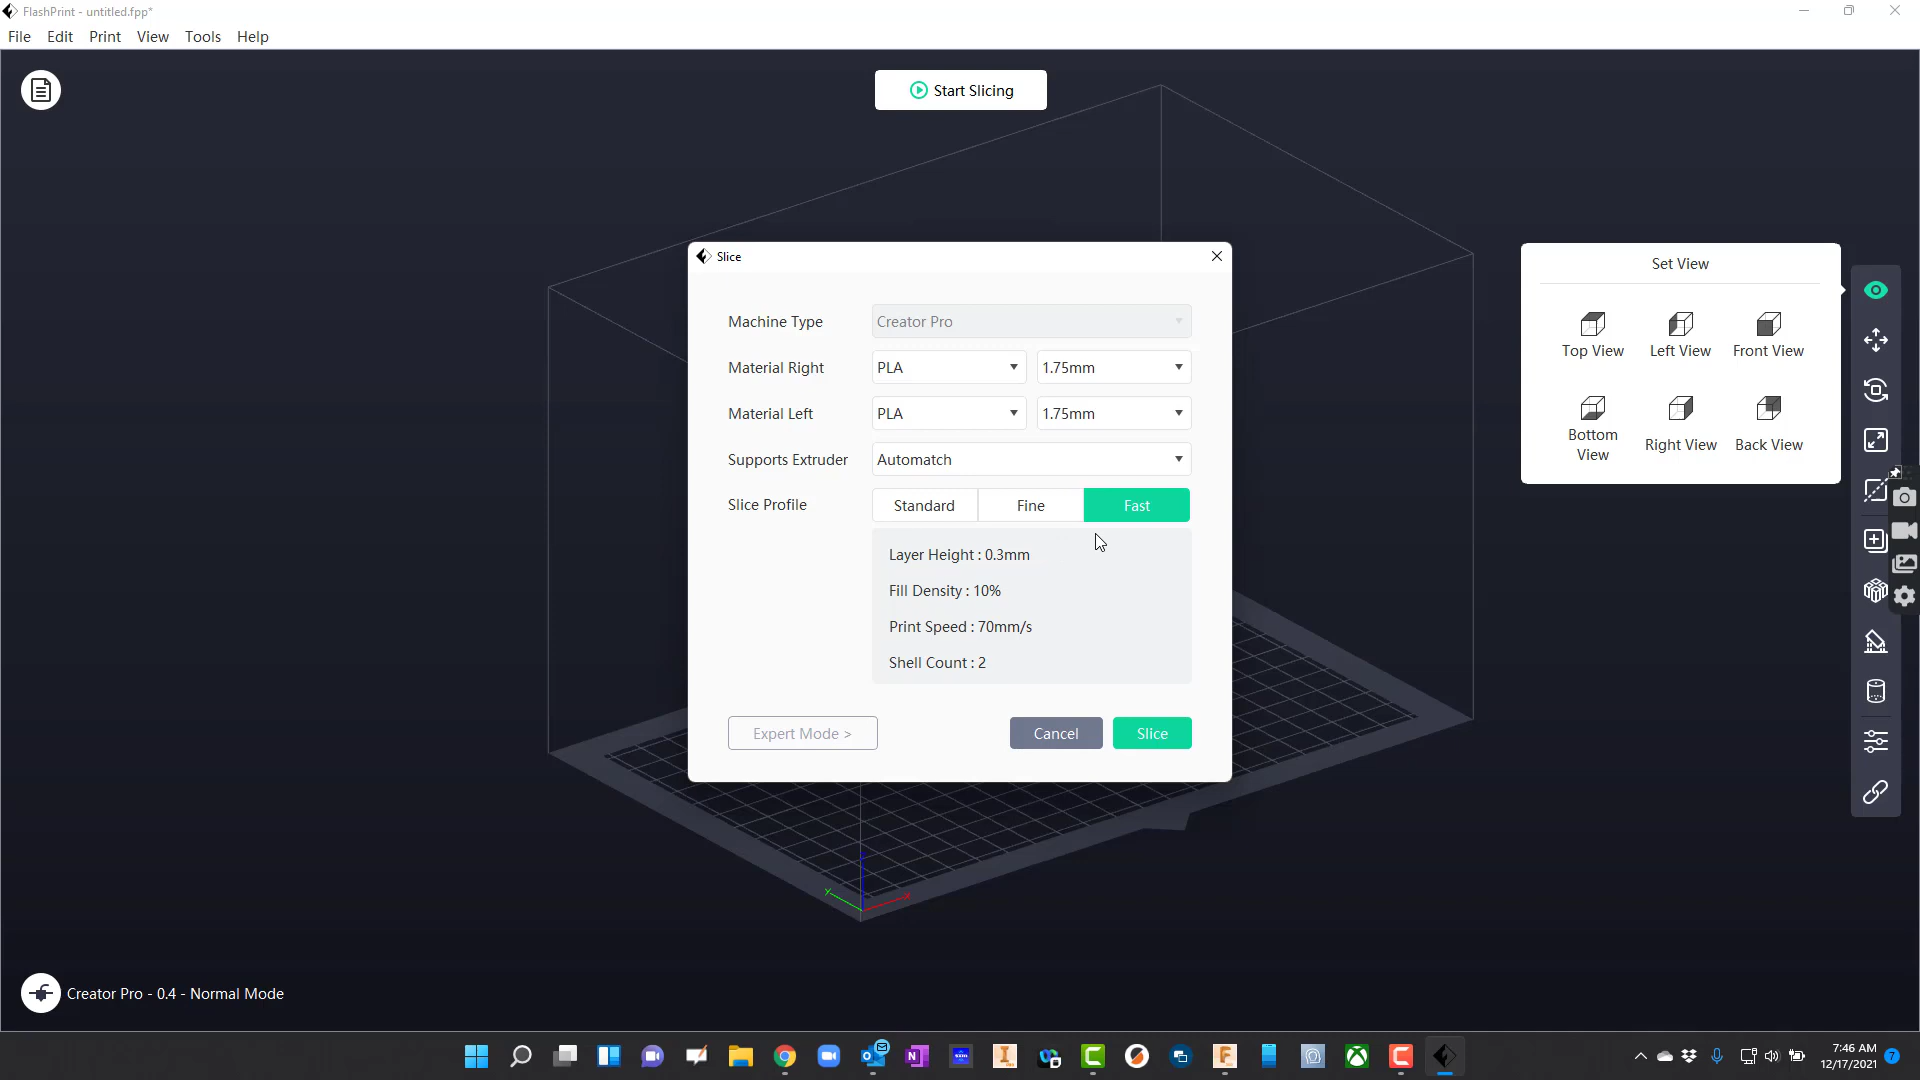 FlashPrint - untitled.fpp*
File Edit Print View Tools Help
Start Slicing
Slice
Machine Type Creator Pro
Material Right PLA 1.75mm
Material Left PLA 1.75mm
Supports Extruder Automatch
Slice Profile Standard Fine Fast
Layer Height : 0.3mm
Fill Density : 10%
Print Speed : 70mm/s
Shell Count : 2
Expert Mode > Cancel Slice
Set View
Top View Left View Front View
Bottom View Right View Back View
Creator Pro - 0.4 - Normal Mode
7:46 AM
12/17/2021
7